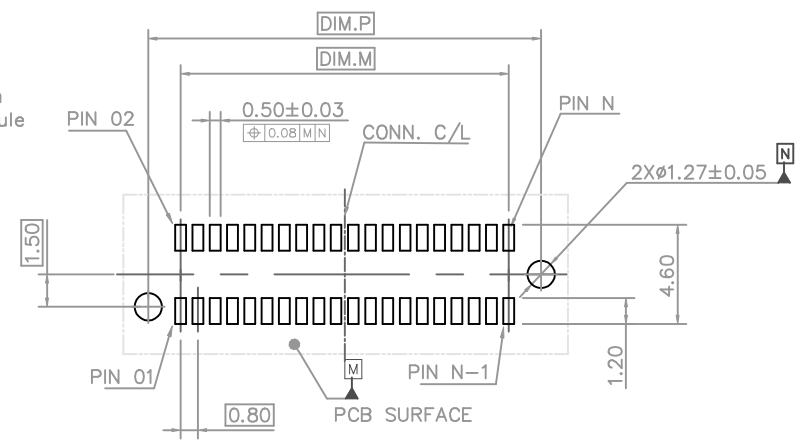 DIM.P
DIM.M
ule
PIN 02
0.50±0.03
⌖ 0.08 M N
CONN. C/L
PIN N
N
2Xø1.27±0.05
1.50
4.60
1.20
PIN 01
M
PIN N-1
0.80
PCB SURFACE